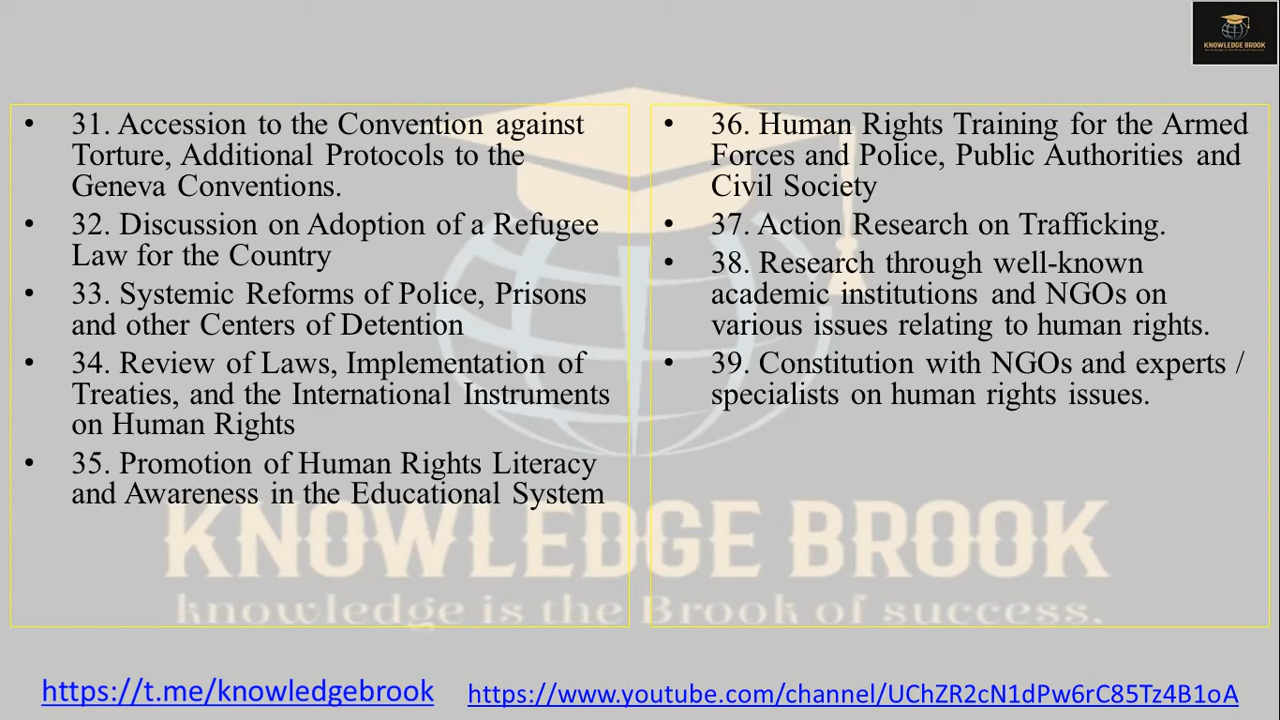 KNOWLEDGE BROOK
• 31. Accession to the Convention against
Torture, Additional Protocols to the
Geneva Conventions.
• 32. Discussion on Adoption of a Refugee
Law for the Country
• 33. Systemic Reforms of Police, Prisons
and other Centers of Detention
• 34. Review of Laws, Implementation of
Treaties, and the International Instruments
on Human Rights
• 35. Promotion of Human Rights Literacy
and Awareness in the Educational System
• 36. Human Rights Training for the Armed
Forces and Police, Public Authorities and
Civil Society
• 37. Action Research on Trafficking.
• 38. Research through well-known
academic institutions and NGOs on
various issues relating to human rights.
• 39. Constitution with NGOs and experts /
specialists on human rights issues.
KNOWLEDGE BROOK
knowledge is the Brook of success.
https://t.me/knowledgebrook
https://www.youtube.com/channel/UChZR2cN1dPw6rC85Tz4B1oA